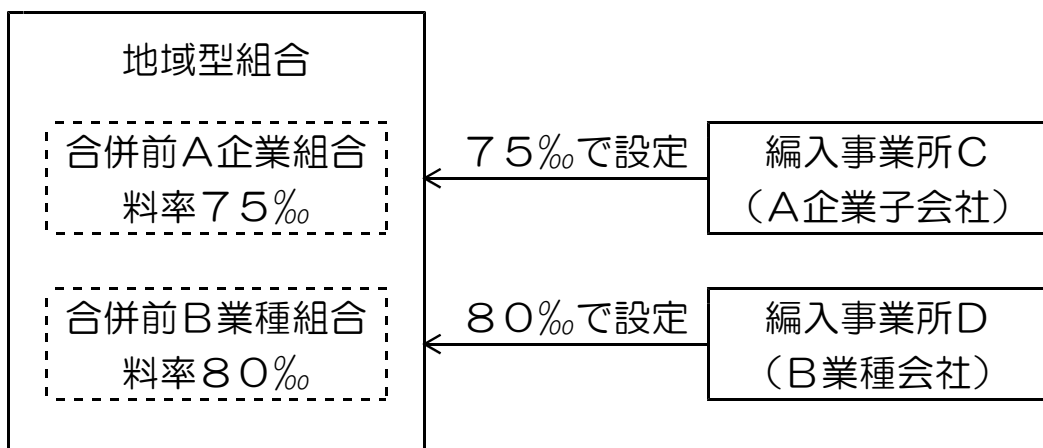 地域型組合
合併前Ａ企業組合
料率７５‰
７５‰で設定
編入事業所Ｃ
（Ａ企業子会社）
合併前Ｂ業種組合
料率８０‰
８０‰で設定
編入事業所Ｄ
（Ｂ業種会社）